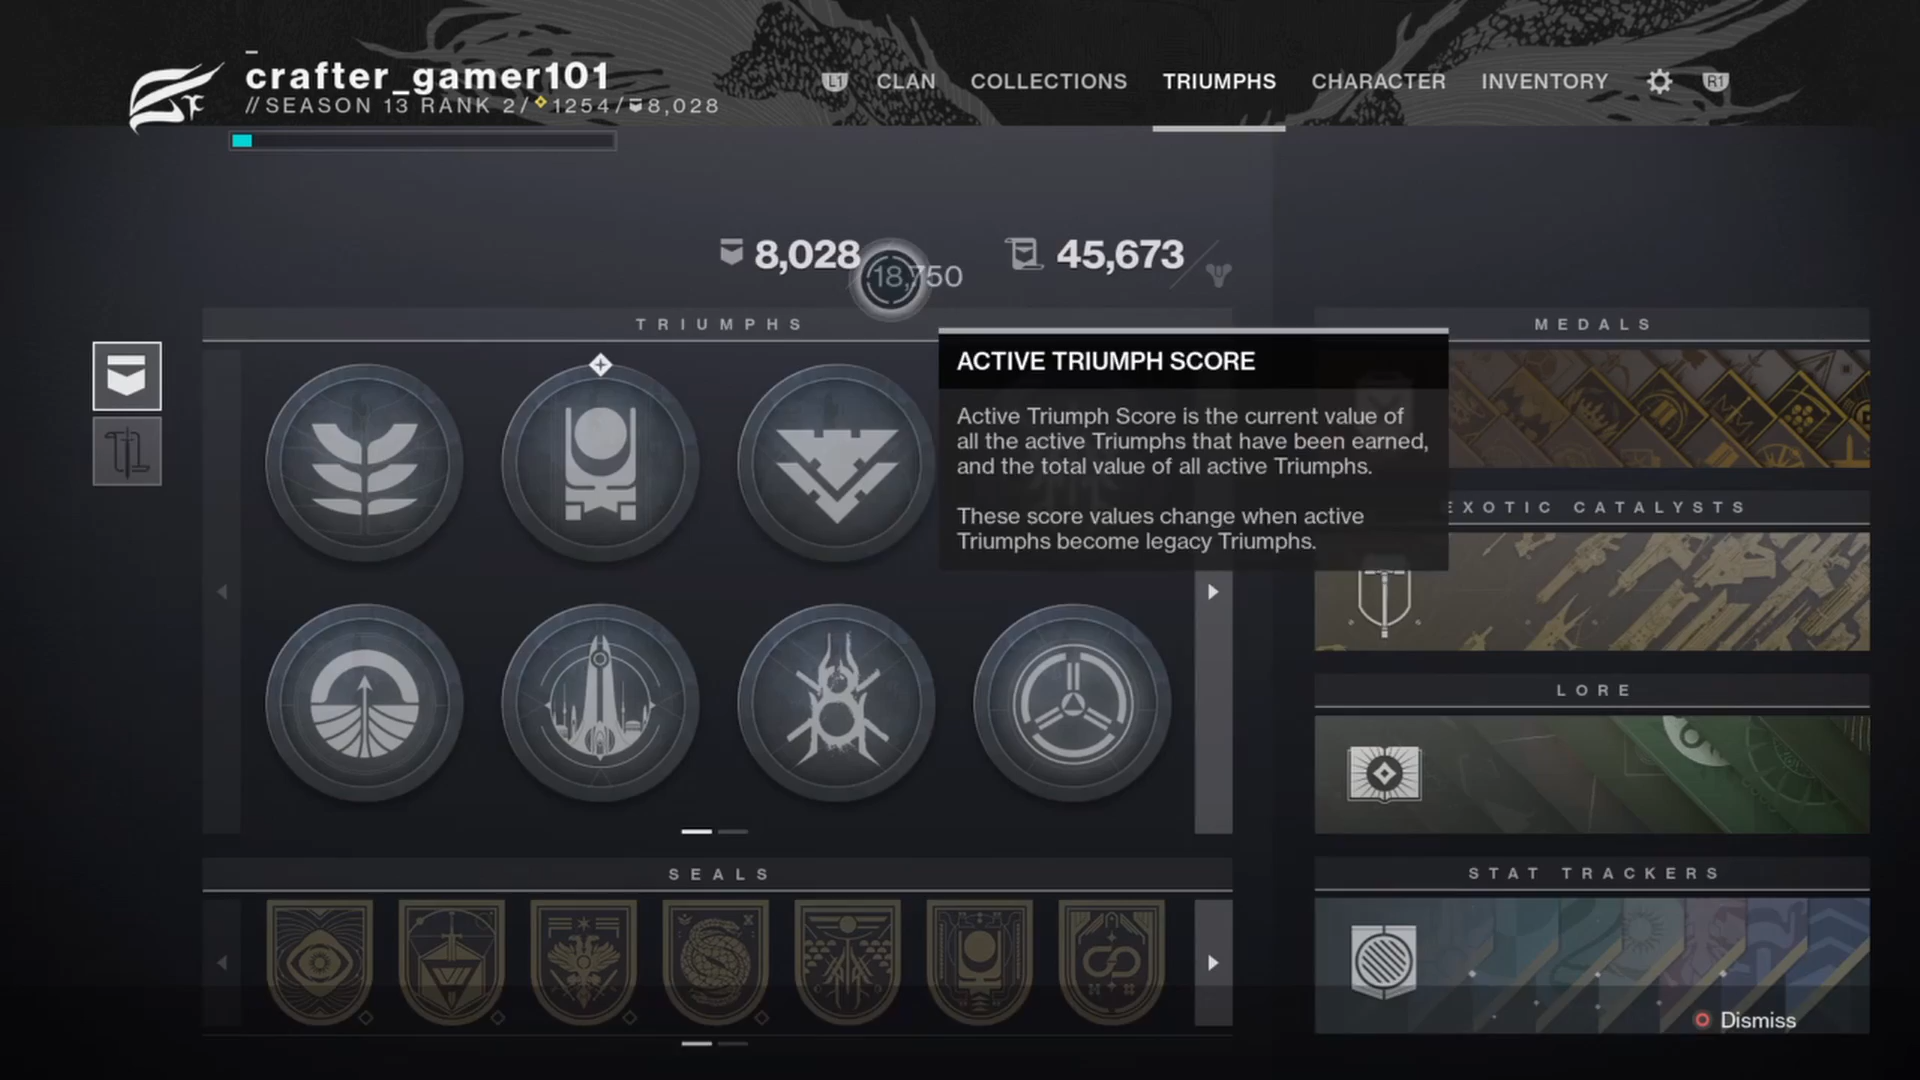 crafter_gamer101
//SEASON 13 RANK 2/1254/8,028
L1 CLAN COLLECTIONS TRIUMPHS CHARACTER INVENTORY R1
8,028
18,750
45,673
TRIUMPHS
ACTIVE TRIUMPH SCORE
Active Triumph Score is the current value of
all the active Triumphs that have been earned,
and the total value of all active Triumphs.
These score values change when active
Triumphs become legacy Triumphs.
MEDALS
EXOTIC CATALYSTS
LORE
STAT TRACKERS
SEALS
Dismiss